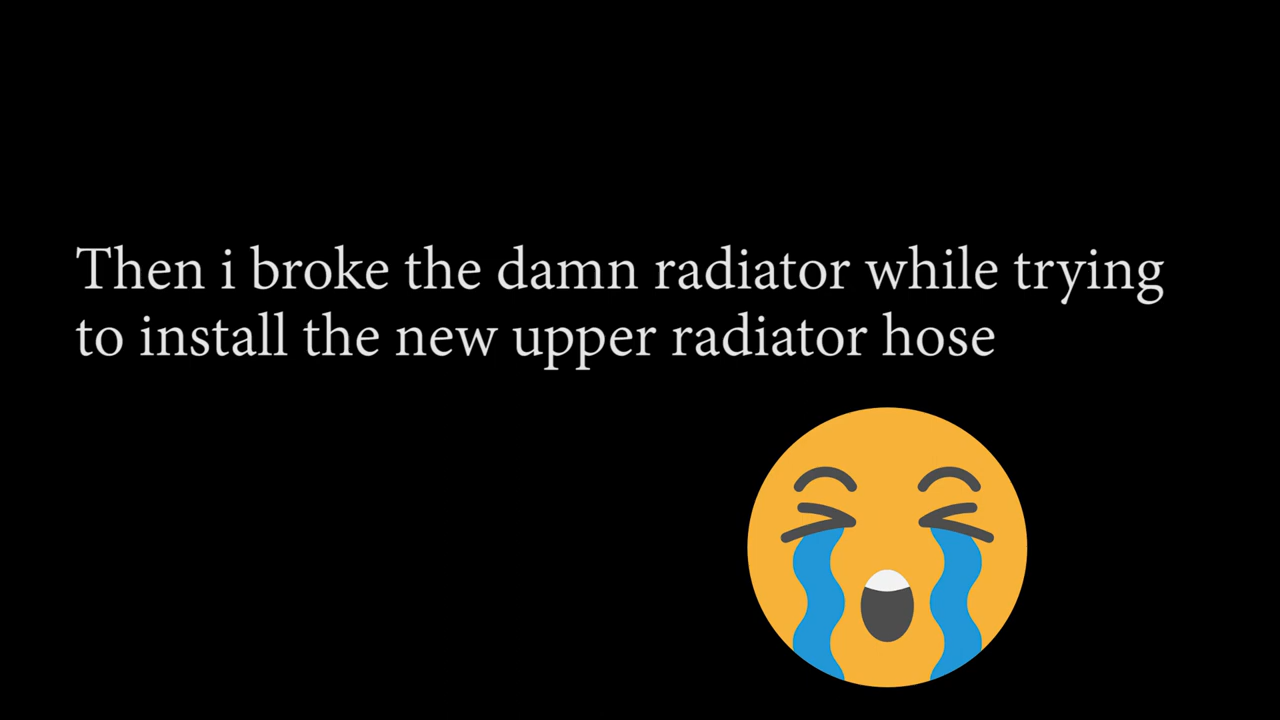 Then i broke the damn radiator while trying
to install the new upper radiator hose